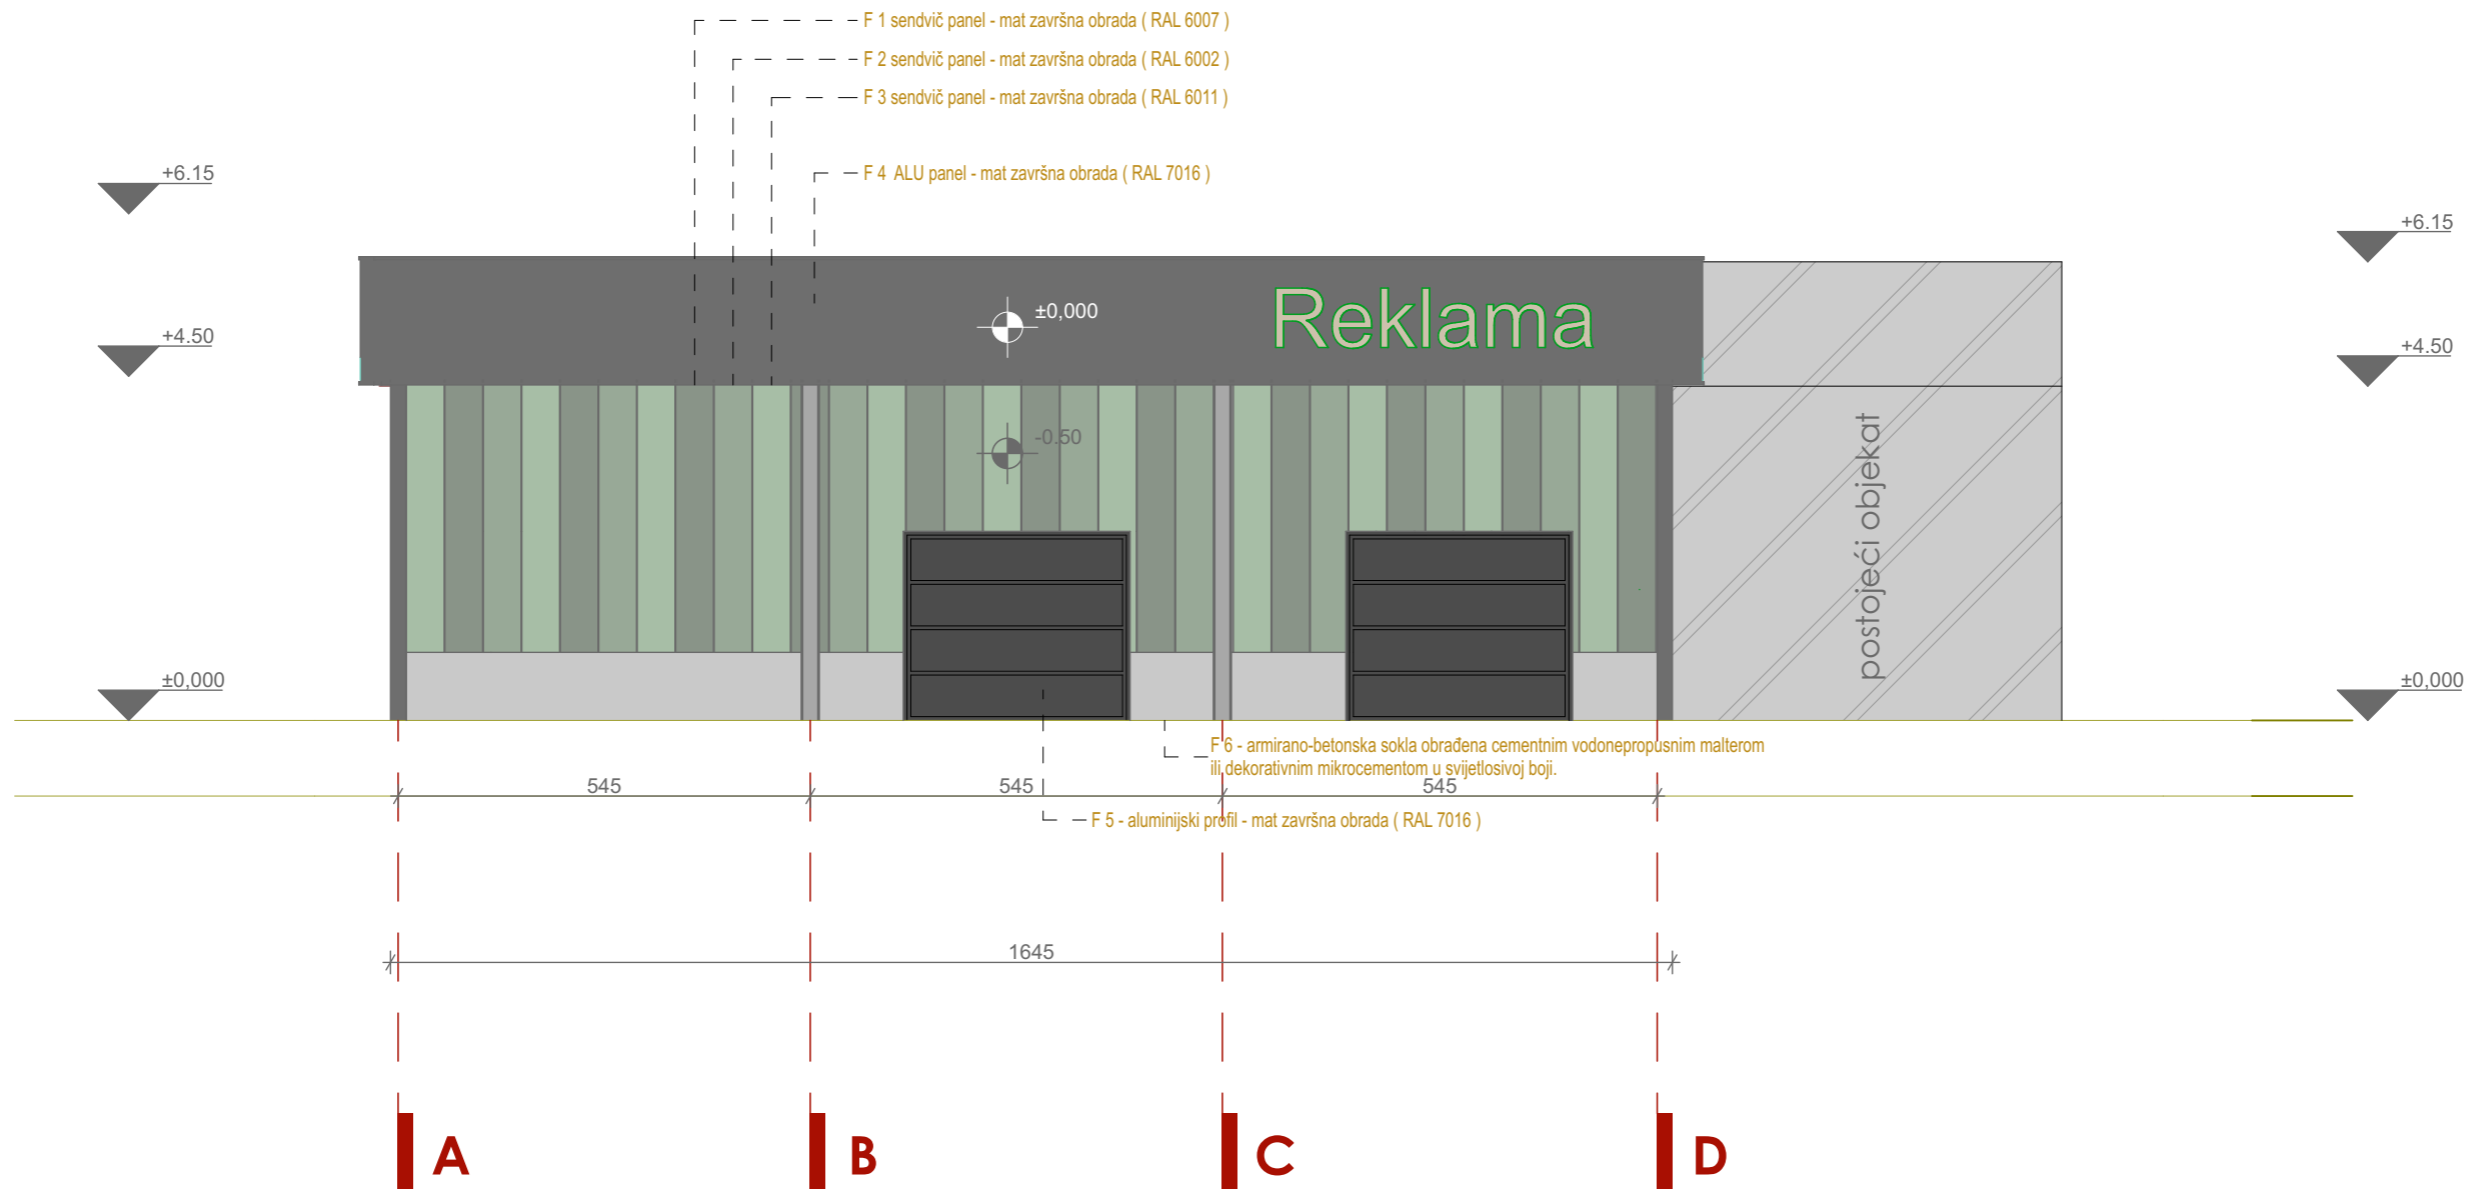 F 1 sendvič panel - mat završna obrada ( RAL 6007 )
F 2 sendvič panel - mat završna obrada ( RAL 6002 )
F 3 sendvič panel - mat završna obrada ( RAL 6011 )
F 4 ALU panel - mat završna obrada ( RAL 7016 )
+6.15
+6.15
±0,000
Reklama
+4.50
+4.50
-0.50
postojeći objekat
±0,000
±0,000
F 6 - armirano-betonska sokla obrađena cementnim vodonepropusnim malterom
ili dekorativnim mikrocementom u svijetlosivoj boji.
545
545
545
F 5 - aluminijski profil - mat završna obrada ( RAL 7016 )
1645
A
B
C
D